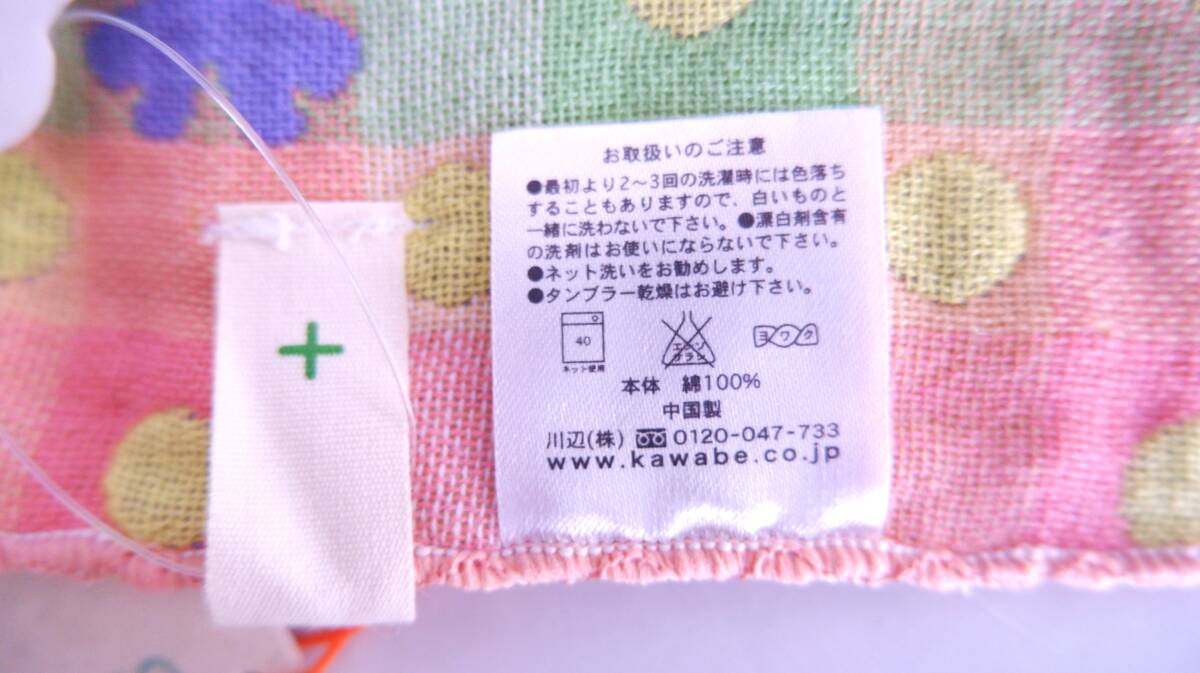 お取扱いのご注意
●最初より2〜3回の洗濯時には色落ち
することもありますので、白いものと
一緒に洗わないで下さい。●漂白剤含有
の洗剤はお使いにならないで下さい。
●ネット洗いをお勧めします。
●タンブラー乾燥はお避け下さい。
40
ネット使用
エンソ
サラシ
ヨワク
本体 綿100%
中国製
川辺(株) 0120-047-733
www.kawabe.co.jp